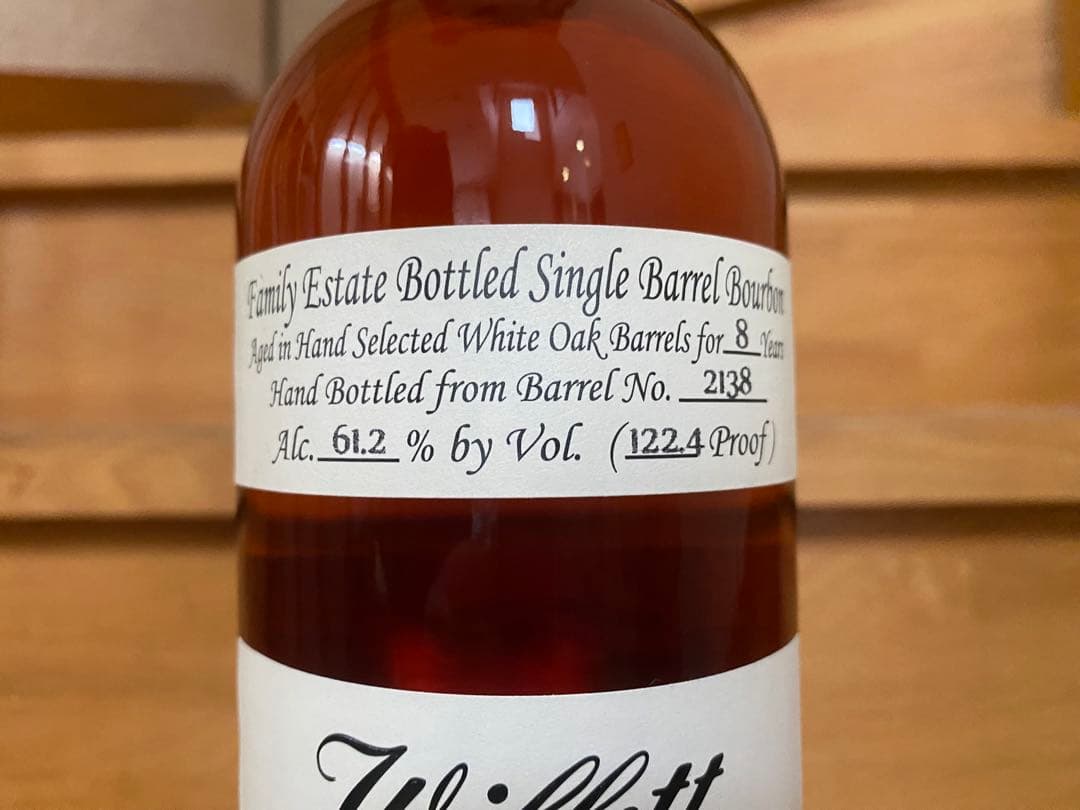 Family Estate Bottled Single Barrel Bourbon
Aged in Hand Selected White Oak Barrels for 8 Years
Hand Bottled from Barrel No. 2138
Alc. 61.2 % by Vol. (122.4 Proof)
Willett